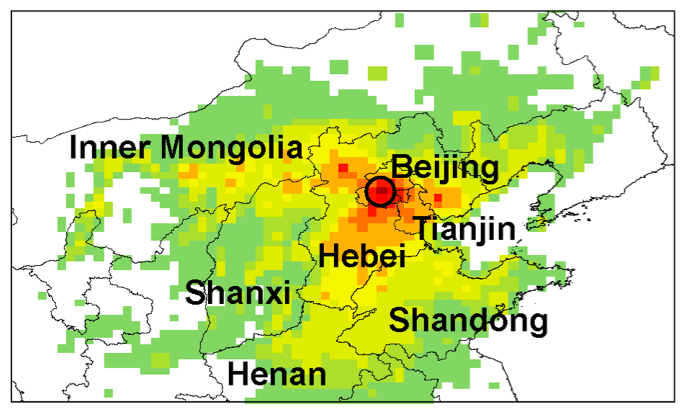 Inner Mongolia
Beijing
Tianjin
Hebei
Shanxi
Shandong
Henan